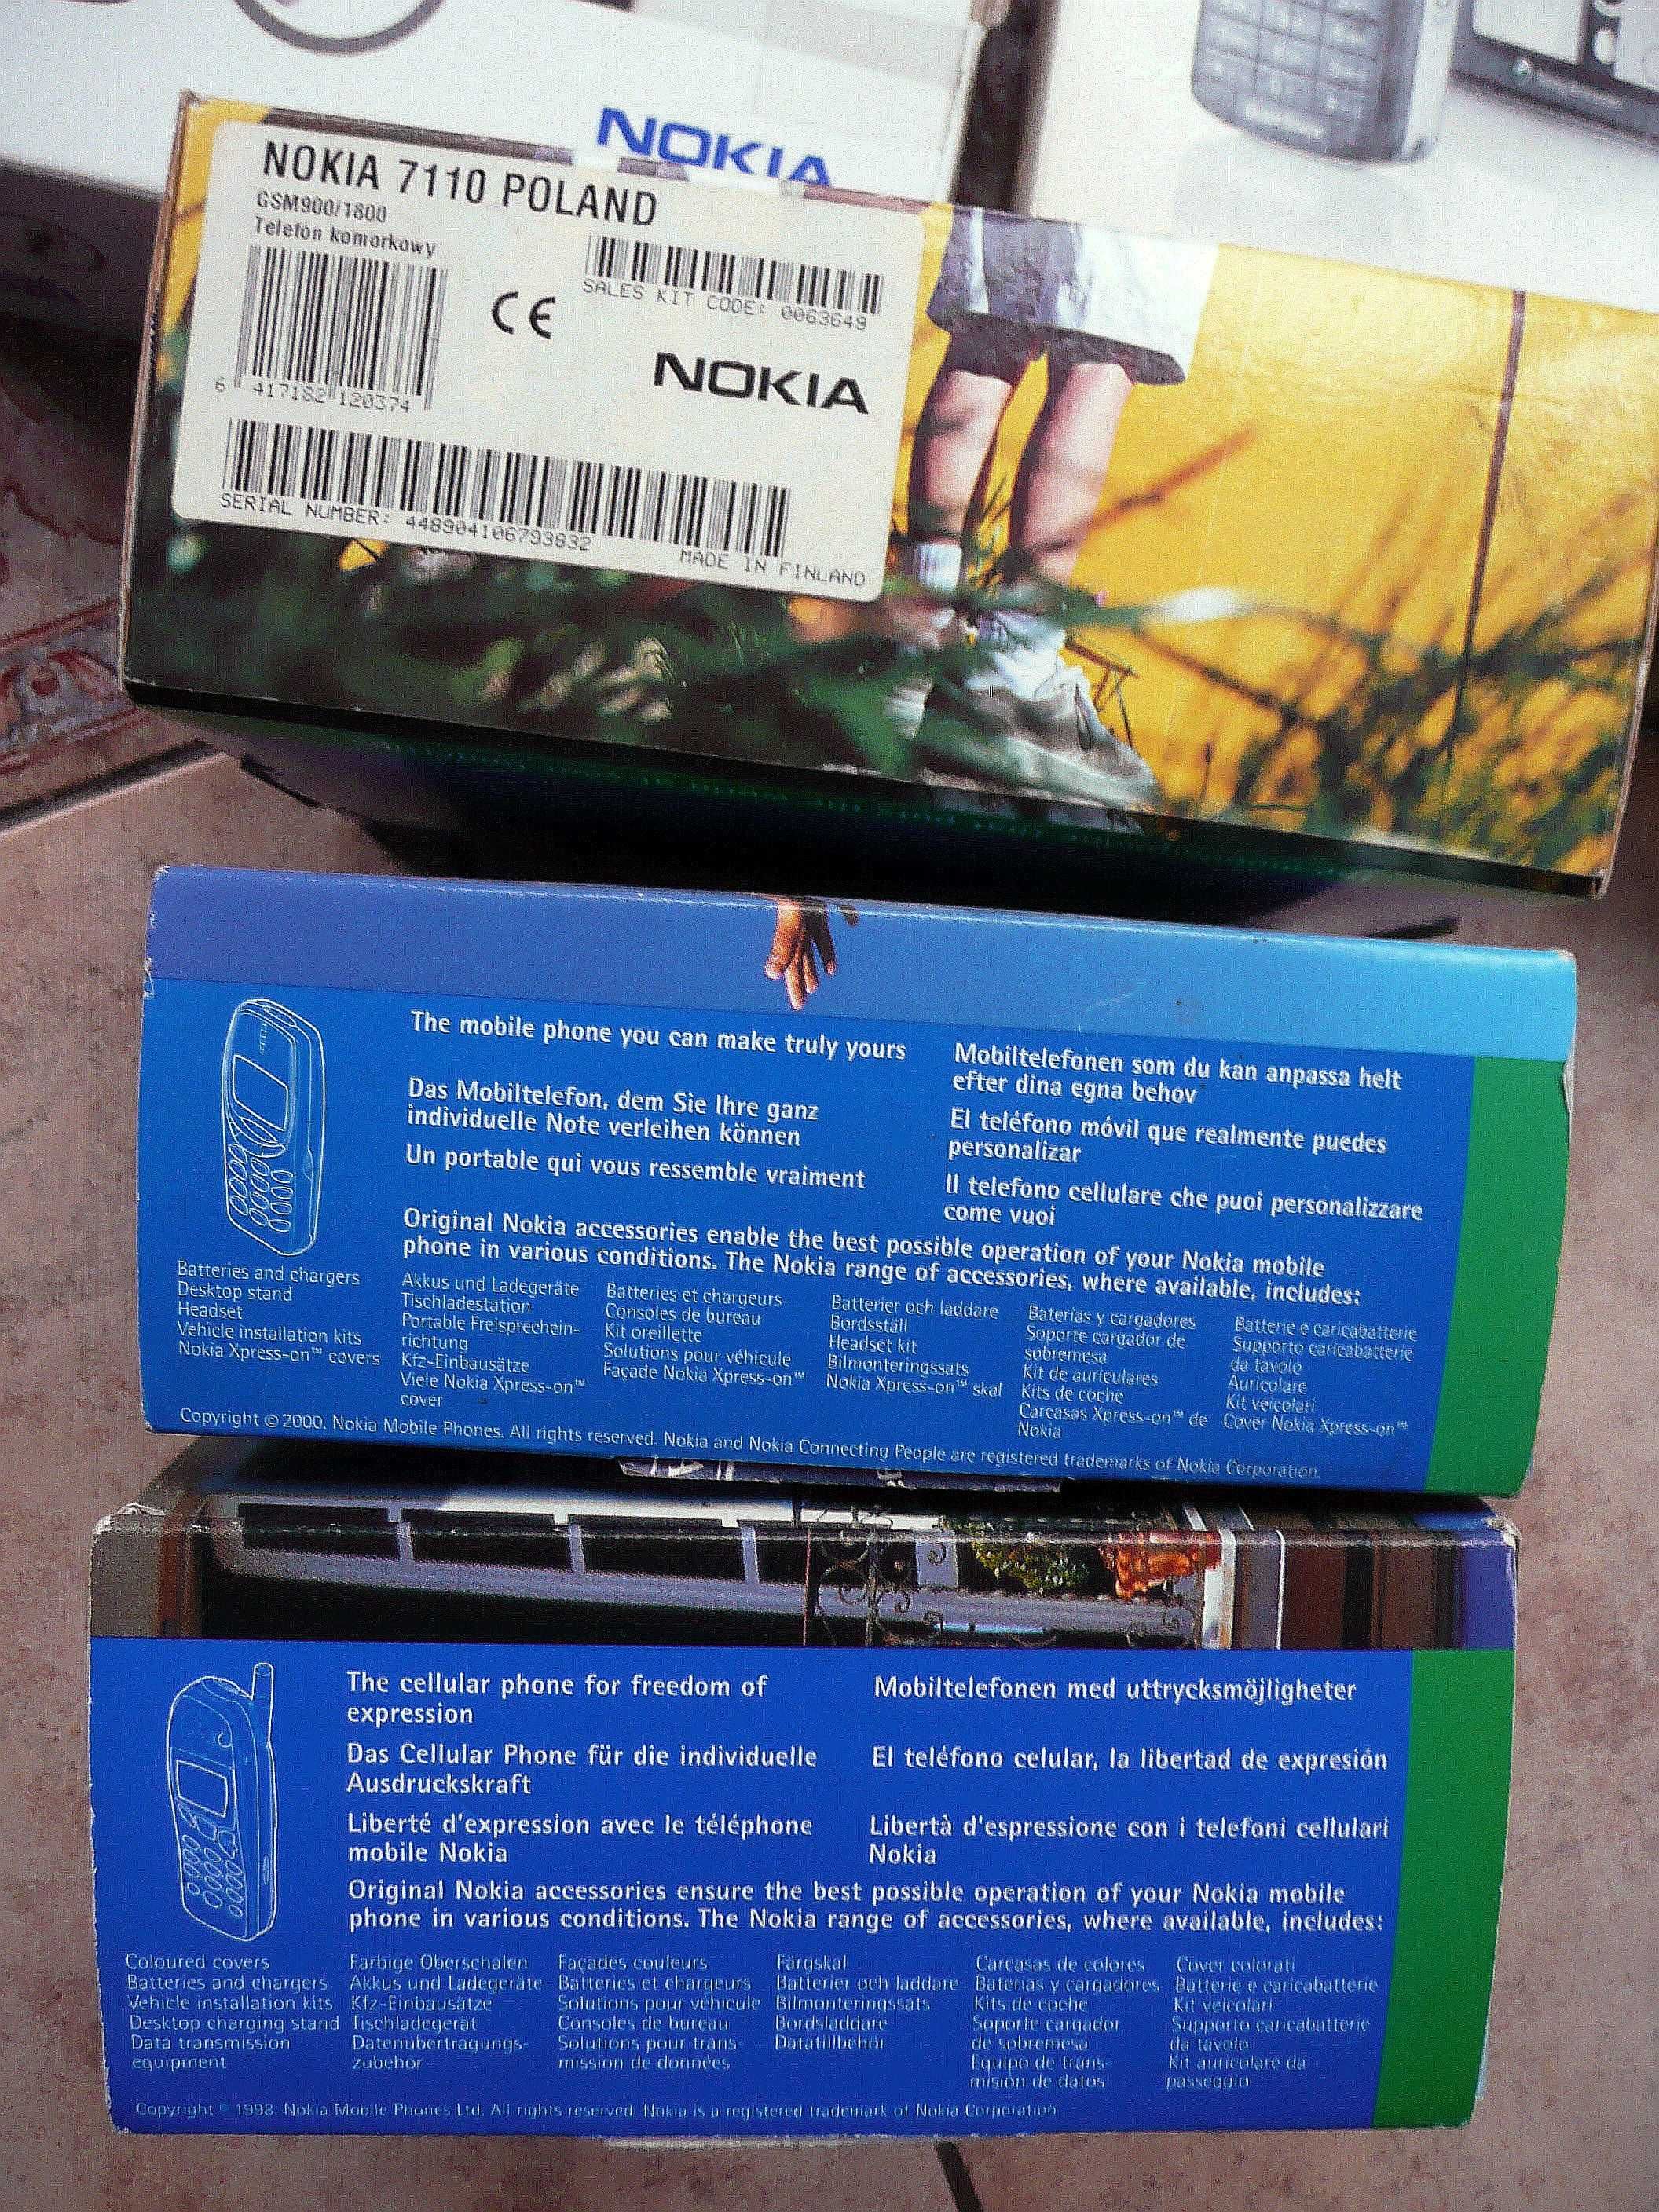 NOKIA
NOKIA 7110 POLAND
GSM900/1800
Telefon komorkowy
SALES KIT CODE: 0063649
CE
NOKIA
6 417182 120374
SERIAL NUMBER: 448904106793832
MADE IN FINLAND
The mobile phone you can make truly yours
Das Mobiltelefon, dem Sie Ihre ganz
individuelle Note verleihen können
Un portable qui vous ressemble vraiment
Mobiltelefonen som du kan anpassa helt
efter dina egna behov
El teléfono móvil que realmente puedes
personalizar
Il telefono cellulare che puoi personalizzare
come vuoi
Original Nokia accessories enable the best possible operation of your Nokia mobile
phone in various conditions. The Nokia range of accessories, where available, includes:
Batteries and chargers
Desktop stand
Headset
Vehicle installation kits
Nokia Xpress-on™ covers
Akkus und Ladegeräte
Tischladestation
Portable Freisprechein-
richtung
Kfz-Einbausätze
Viele Nokia Xpress-on™
cover
Batteries et chargeurs
Consoles de bureau
Kit oreillette
Solutions pour véhicule
Façade Nokia Xpress-on™
Batterier och laddare
Bordsställ
Headset kit
Bilmonteringssats
Nokia Xpress-on™ skal
Baterías y cargadores
Soporte cargador de
sobremesa
Kit de auriculares
Kits de coche
Carcasas Xpress-on™ de
Nokia
Batterie e caricabatterie
Supporto caricabatterie
da tavolo
Auricolare
Kit veicolari
Cover Nokia Xpress-on™
Copyright © 2000. Nokia Mobile Phones. All rights reserved. Nokia and Nokia Connecting People are registered trademarks of Nokia Corporation.
The cellular phone for freedom of
expression
Das Cellular Phone für die individuelle
Ausdruckskraft
Liberté d'expression avec le téléphone
mobile Nokia
Mobiltelefonen med uttrycksmöjligheter
El teléfono celular, la libertad de expresión
Libertà d'espressione con i telefoni cellulari
Nokia
Original Nokia accessories ensure the best possible operation of your Nokia mobile
phone in various conditions. The Nokia range of accessories, where available, includes:
Coloured covers
Batteries and chargers
Vehicle installation kits
Desktop charging stand
Data transmission
equipment
Farbige Oberschalen
Akkus und Ladegeräte
Kfz-Einbausätze
Tischladegerät
Datenübertragungs-
zubehör
Façades couleurs
Batteries et chargeurs
Solutions pour véhicule
Consoles de bureau
Solutions pour trans-
mission de données
Färgskal
Batterier och laddare
Bilmonteringssats
Bordsladdare
Datatillbehör
Carcasas de colores
Baterías y cargadores
Kits de coche
Soporte cargador
de sobremesa
Equipo de trans-
misión de datos
Cover colorati
Batterie e caricabatterie
Kit veicolari
Supporto caricabatterie
da tavolo
Kit auricolare da
passeggio
Copyright © 1998. Nokia Mobile Phones Ltd. All rights reserved. Nokia is a registered trademark of Nokia Corporation